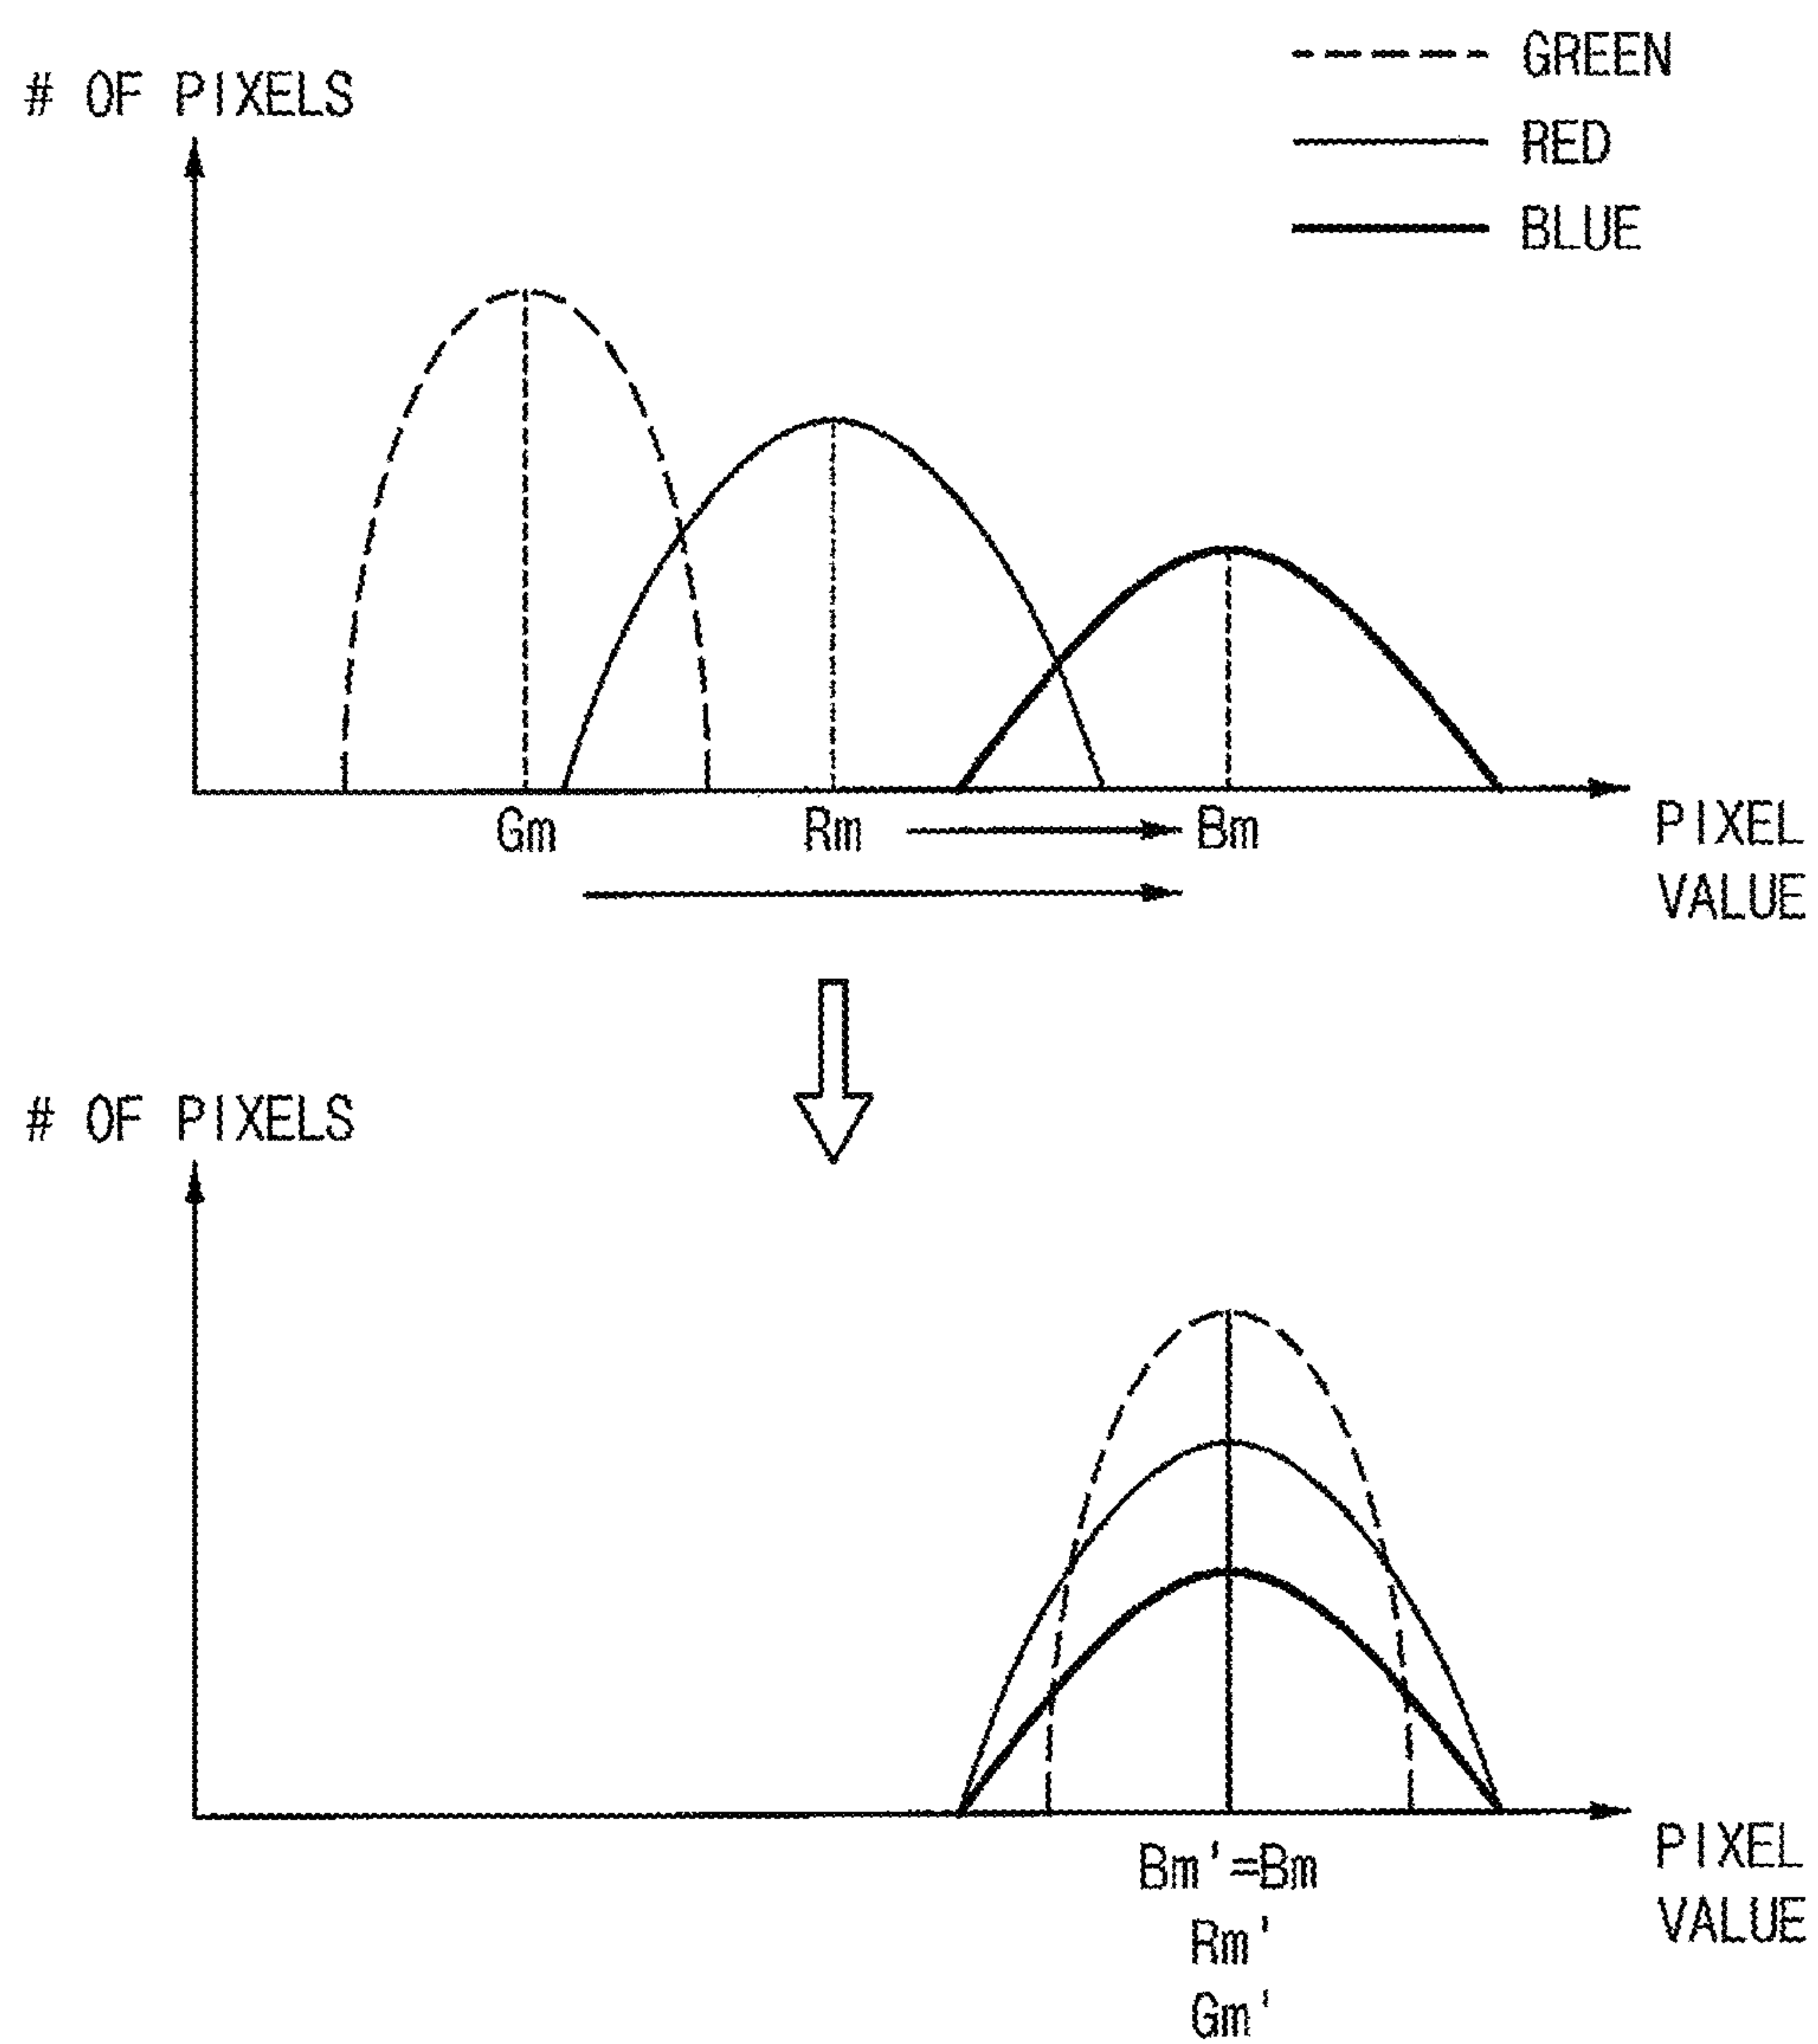 GREEN
# OF PIXELS
RED
BLUE
Gm
Rm
Bm
PIXEL
VALUE
# OF PIXELS
PIXEL
VALUE
Bm'=Bm
Rm'
Gm'